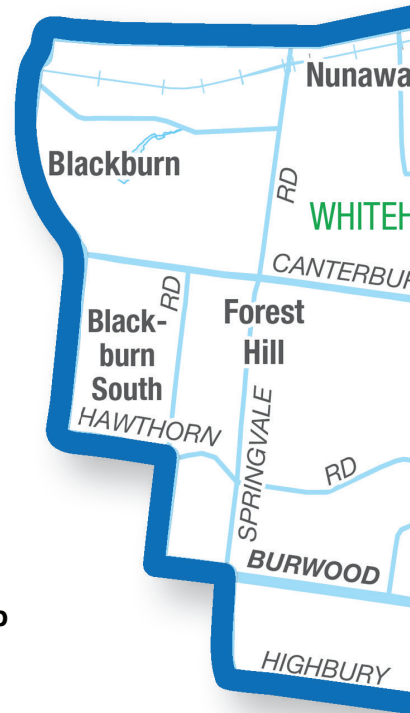 Nunawa
Blackburn
RD
WHITEH
CANTERBUR
RD
Forest
Hill
Black-
burn
South
HAWTHORN
SPRINGVALE
RD
BURWOOD
HIGHBURY